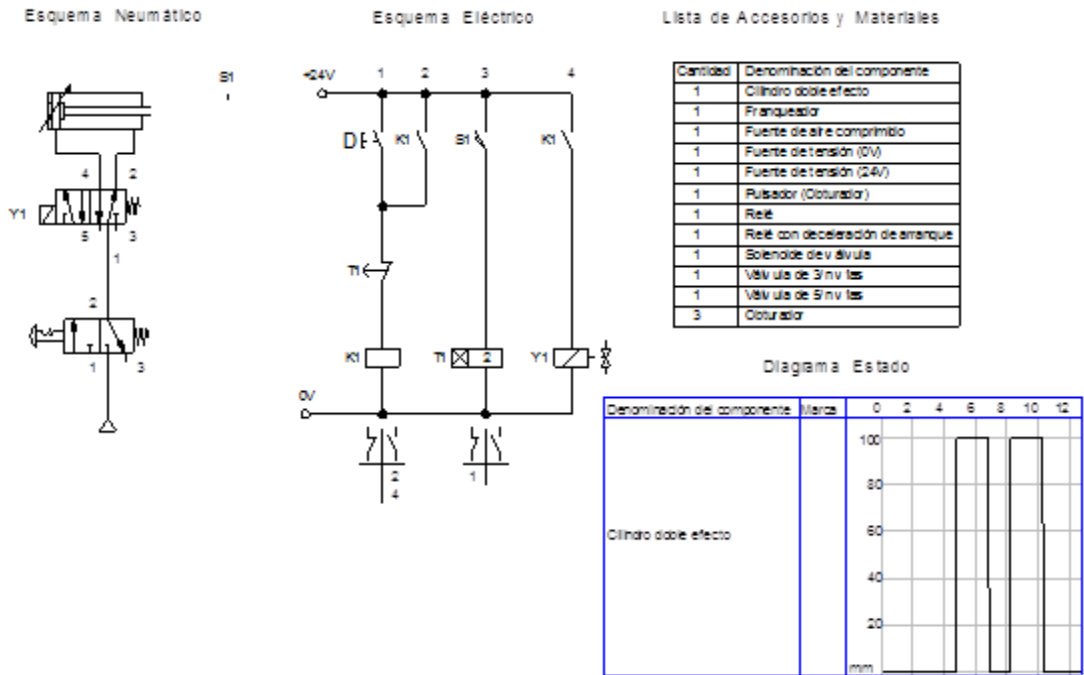 Esquema Neumático
Esquema Eléctrico
Lista de Accesorios y Materiales
S1
4
2
Y1
5
3
1
2
1
3
+24V
1
2
3
4
K1
S1
K1
T1
K1
T1
2
Y1
0V
2
4
1
Cantidad Denominación del componente
1 Cilindro doble efecto
1 Franqueador
1 Fuente de aire comprimido
1 Fuente de tensión (0V)
1 Fuente de tensión (24V)
1 Pulsador (Obturador)
1 Relé
1 Relé con deceleración de arranque
1 Solenoide de válvula
1 Válvula de 3/n vías
1 Válvula de 5/n vías
3 Obturador
Diagrama Estado
Denominación del componente Marca 0 2 4 6 8 10 12
100
80
60
Cilindro doble efecto
40
20
mm